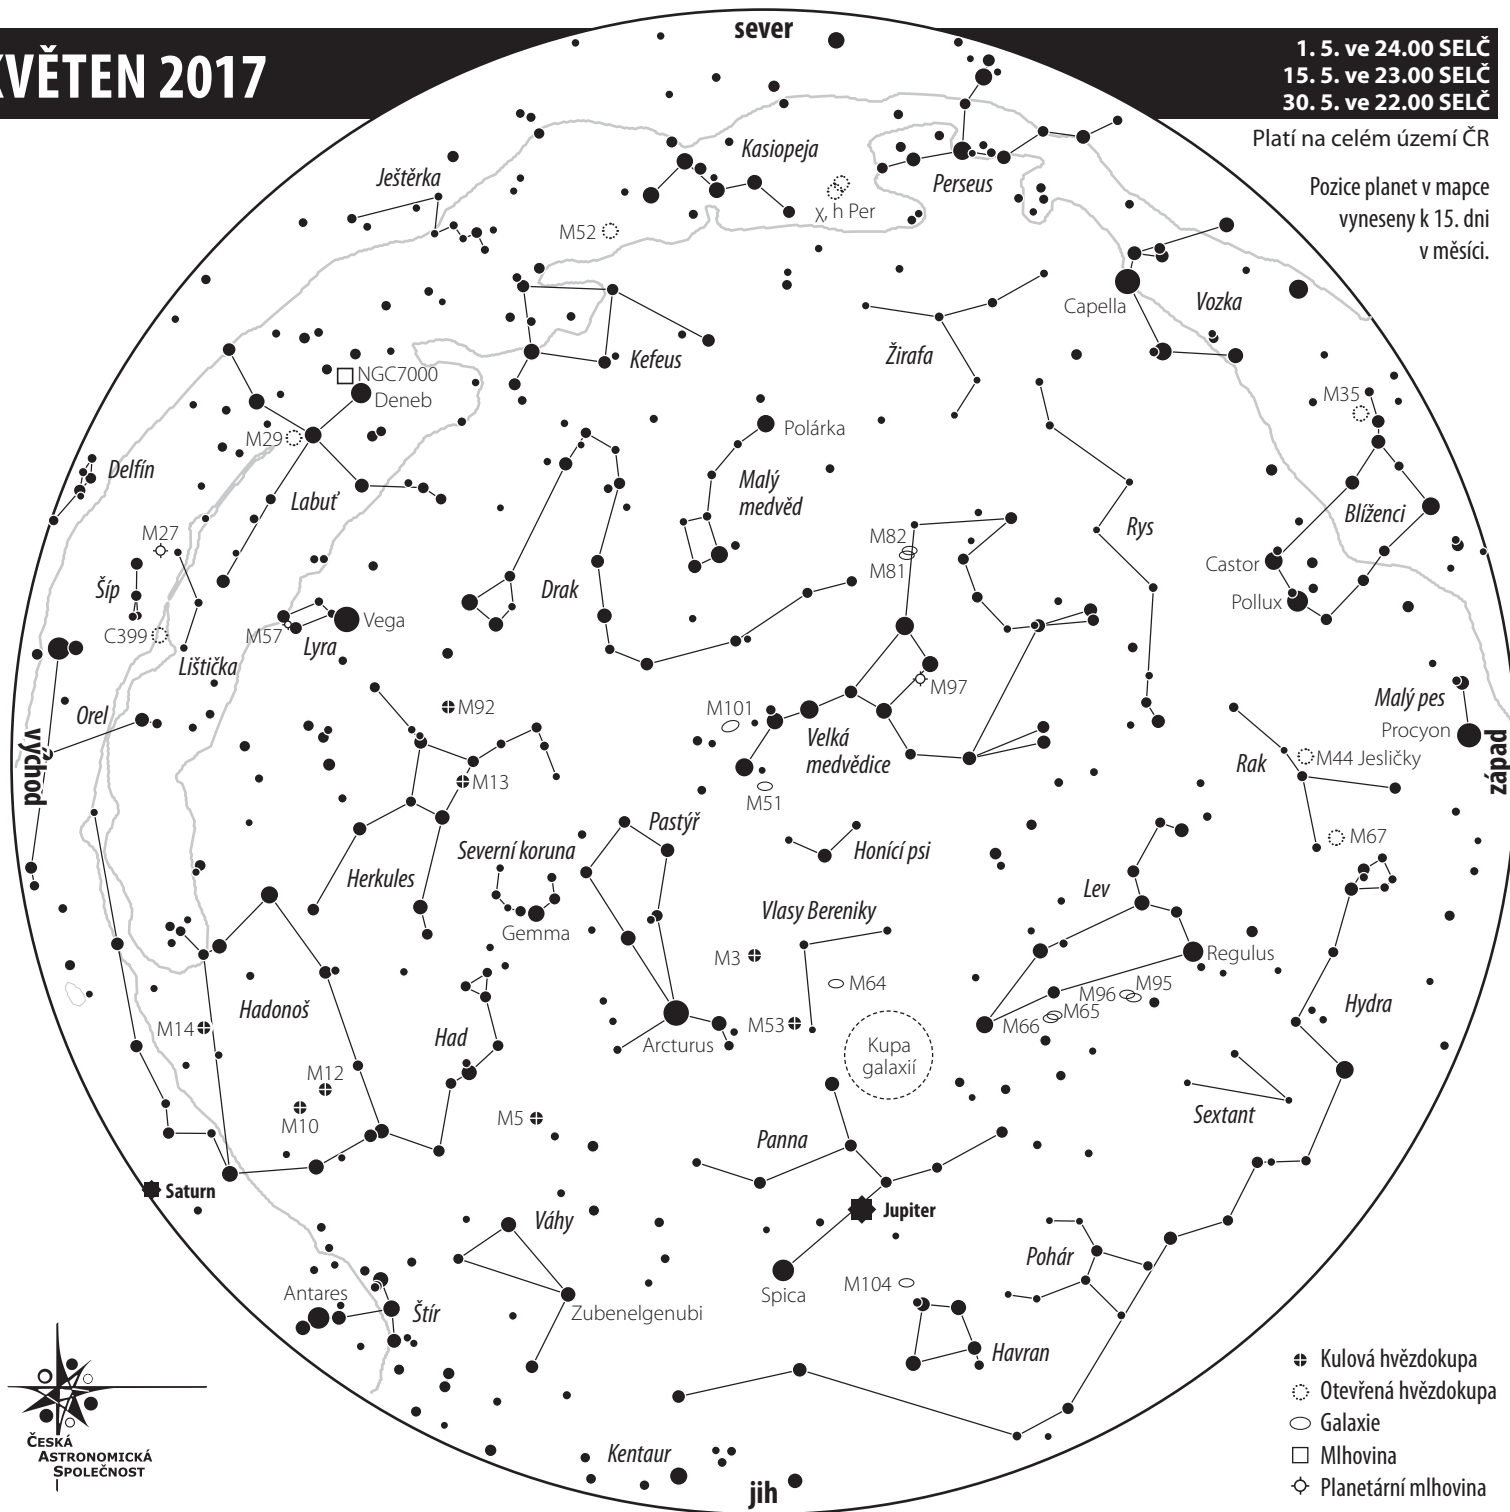 KVĚTEN 2017
sever
1. 5. ve 24.00 SELČ
15. 5. ve 23.00 SELČ
30. 5. ve 22.00 SELČ
Platí na celém území ČR
Pozice planet v mapce
vyneseny k 15. dni
v měsíci.
Kasiopeja
Ještěrka
Perseus
χ, h Per
M52
Capella
Vozka
Kefeus
Žirafa
NGC7000
Deneb
M35
M29
Polárka
Delfín
Labuť
Malý
medvěd
Blíženci
M27
Rys
M82
M81
Castor
Šíp
Drak
Pollux
C399
M57
Vega
Lyra
Lištička
M97
Malý pes
Orel
M92
M101
Procyon
východ
Velká
medvědice
západ
M44 Jesličky
Rak
M13
M51
Pastýř
M67
Severní koruna
Honící psi
Herkules
Lev
Vlasy Bereniky
Gemma
M3
Regulus
M64
M96
M95
Hadonoš
M65
M66
Hydra
M14
Had
Arcturus
M53
Kupa
galaxií
M12
M10
M5
Sextant
Panna
Saturn
Jupiter
Váhy
Pohár
Antares
Spica
M104
Štír
Zubenelgenubi
Havran
Kentaur
jih
Kulová hvězdokupa
Otevřená hvězdokupa
Galaxie
Mlhovina
Planetární mlhovina
ČESKÁ
ASTRONOMICKÁ
SPOLEČNOST